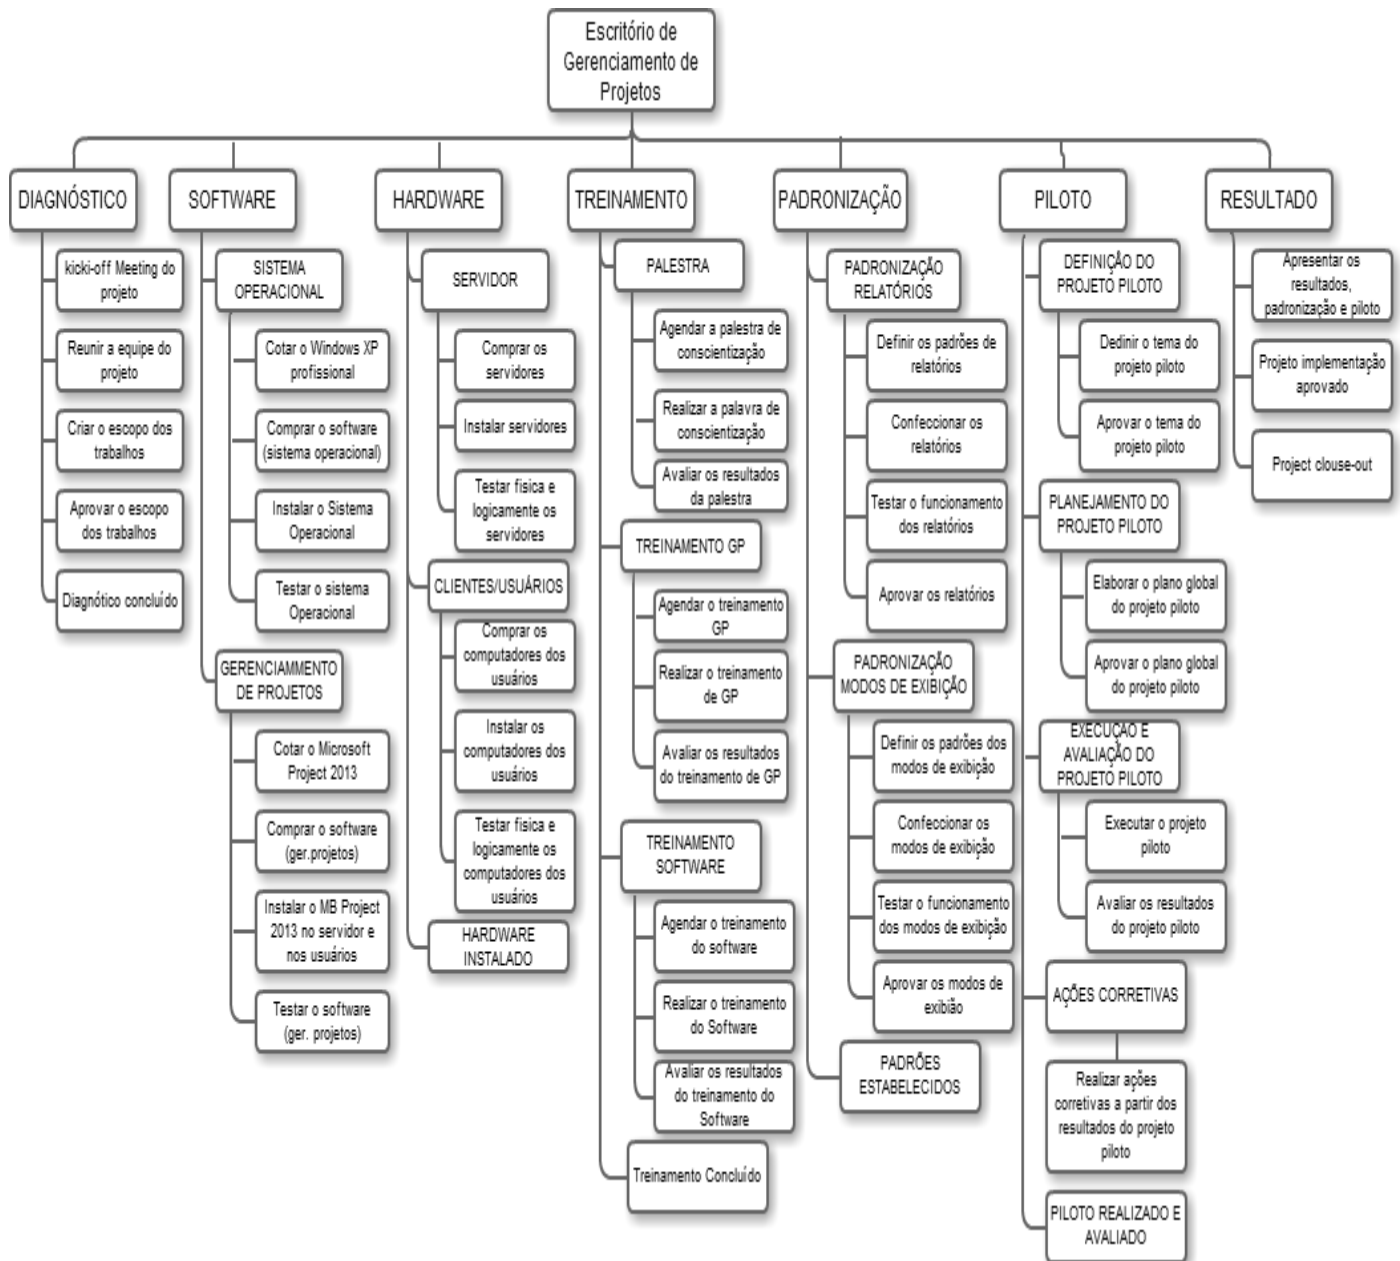 Escritório de
Gerenciamento de
Projetos
DIAGNÓSTICO
kicki-off Meeting do
projeto
Reunir a equipe do
projeto
Criar o escopo dos
trabalhos
Aprovar o escopo
dos trabalhos
Diagnótico concluído
SOFTWARE
SISTEMA
OPERACIONAL
Cotar o Windows XP
profissional
Comprar o software
(sistema operacional)
Instalar o Sistema
Operacional
Testar o sistema
Operacional
GERENCIAMMENTO
DE PROJETOS
Cotar o Microsoft
Project 2013
Comprar o software
(ger.projetos)
Instalar o MB Project
2013 no servidor e
nos usuários
Testar o software
(ger. projetos)
HARDWARE
SERVIDOR
Comprar os
servidores
Instalar servidores
Testar física e
logicamente os
servidores
CLIENTES/USUÁRIOS
Comprar os
computadores dos
usuários
Instalar os
computadores dos
usuários
Testar fisica e
logicamente os
computadores dos
usuários
HARDWARE
INSTALADO
TREINAMENTO
PALESTRA
Agendar a palestra de
conscientização
Realizar a palavra de
conscientização
Avaliar os resultados
da palestra
TREINAMENTO GP
Agendar o treinamento
GP
Realizar o treinamento
de GP
Avaliar os resultados
do treinamento de GP
TREINAMENTO
SOFTWARE
Agendar o treinamento
do software
Realizar o treinamento
do Software
Avaliar os resultados
do treinamento do
Software
Treinamento Concluído
PADRONIZAÇÃO
PADRONIZAÇÃO
RELATÓRIOS
Definir os padrões de
relatórios
Confeccionar os
relatórios
Testar o funcionamento
dos relatórios
Aprovar os relatórios
PADRONIZAÇÃO
MODOS DE EXIBIÇÃO
Definir os padrões dos
modos de exibição
Confeccionar os
modos de exibição
Testar o funcionamento
dos modos de exibição
Aprovar os modos de
exibião
PADRÕES
ESTABELECIDOS
PILOTO
DEFINIÇÃO DO
PROJETO PILOTO
Dedinir o tema do
projeto piloto
Aprovar o tema do
projeto piloto
PLANEJAMENTO DO
PROJETO PILOTO
Elaborar o plano global
do projeto piloto
Aprovar o plano global
do projeto piloto
EXECUÇÃO E
AVALIAÇÃO DO
PROJETO PILOTO
Executar o projeto
piloto
Avaliar os resultados
do projeto piloto
AÇÕES CORRETIVAS
Realizar ações
corretivas a partir dos
resultados do projeto
piloto
PILOTO REALIZADO E
AVALIADO
RESULTADO
Apresentar os
resultados,
padronização e piloto
Projeto implementação
aprovado
Project clouse-out